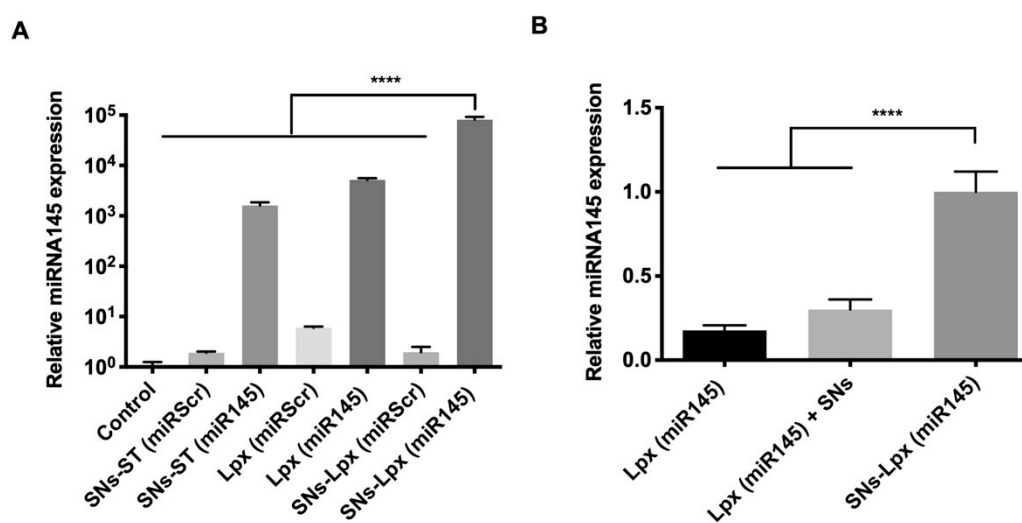 A
Relative miRNA145 expression
****
10^5
10^4
10^3
10^2
10^1
10^0
Control
SNs-ST (miRScr)
SNs-ST (miR145)
Lpx (miRScr)
Lpx (miR145)
SNs-Lpx (miRScr)
SNs-Lpx (miR145)
B
Relative miRNA145 expression
****
1.5
1.0
0.5
0.0
Lpx (miR145)
Lpx (miR145) + SNs
SNs-Lpx (miR145)